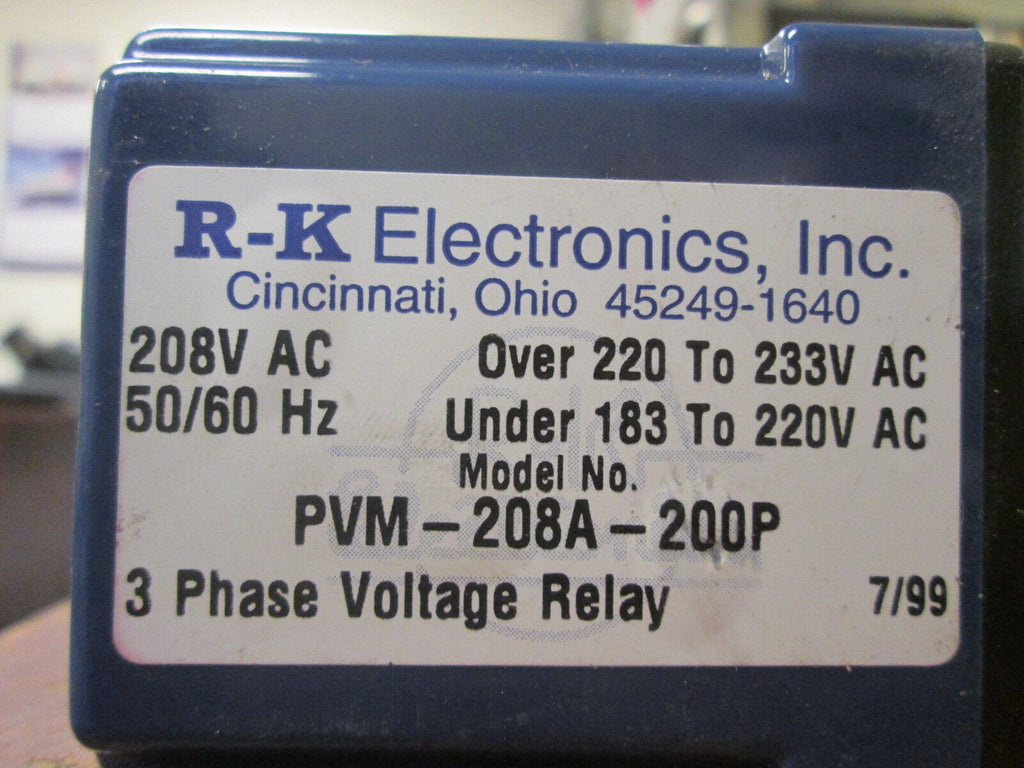 R-K Electronics, Inc.
Cincinnati, Ohio 45249-1640
208V AC Over 220 To 233V AC
50/60 Hz Under 183 To 220V AC
Model No.
PVM-208A-200P
3 Phase Voltage Relay 7/99